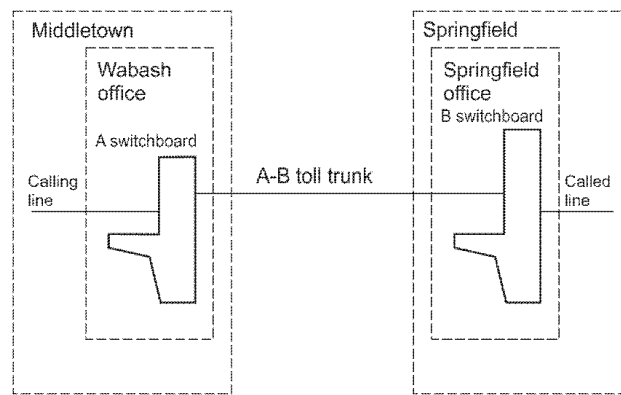 Middletown
Wabash
office
A switchboard
Calling
line
A-B toll trunk
Springfield
Springfield
office
B switchboard
Called
line